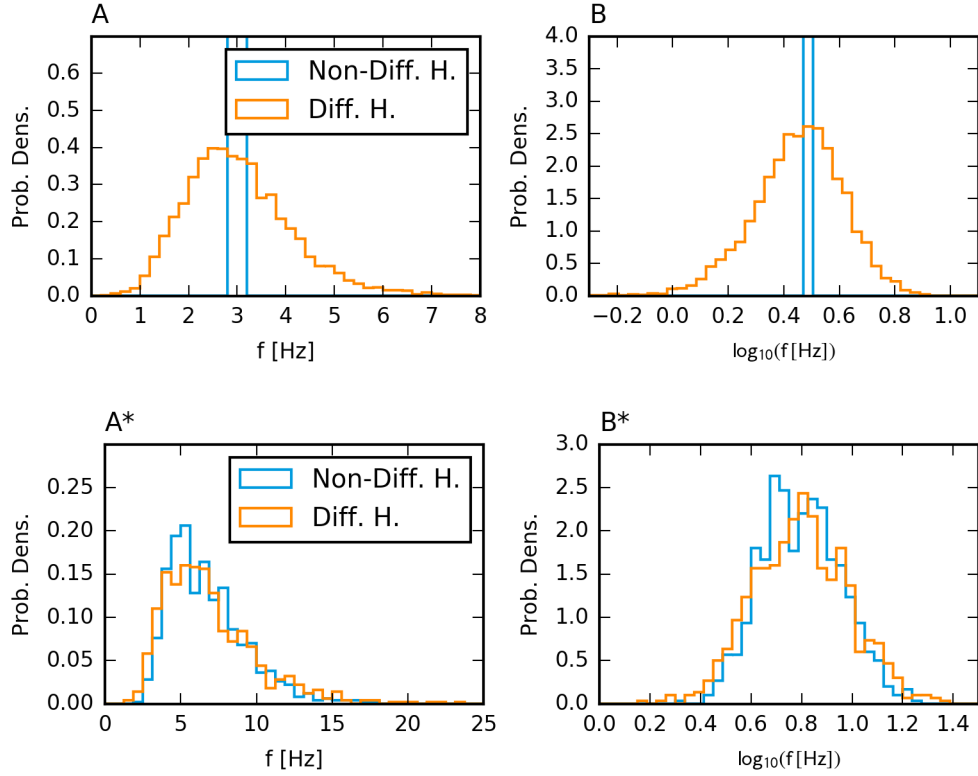 A
B
0.7
0.6
0.5
0.4
0.3
0.2
0.1
0.0
Prob. Dens.
Non-Diff. H.
Diff. H.
0 1 2 3 4 5 6 7 8
f [Hz]
4.0
3.5
3.0
2.5
2.0
1.5
1.0
0.5
0.0
Prob. Dens.
−0.2 0.0 0.2 0.4 0.6 0.8 1.0
log₁₀(f[Hz])
A*
B*
0.25
0.20
0.15
0.10
0.05
0.00
Prob. Dens.
Non-Diff. H.
Diff. H.
0 5 10 15 20 25
f [Hz]
3.0
2.5
2.0
1.5
1.0
0.5
0.0
Prob. Dens.
0.0 0.2 0.4 0.6 0.8 1.0 1.2 1.4
log₁₀(f[Hz])